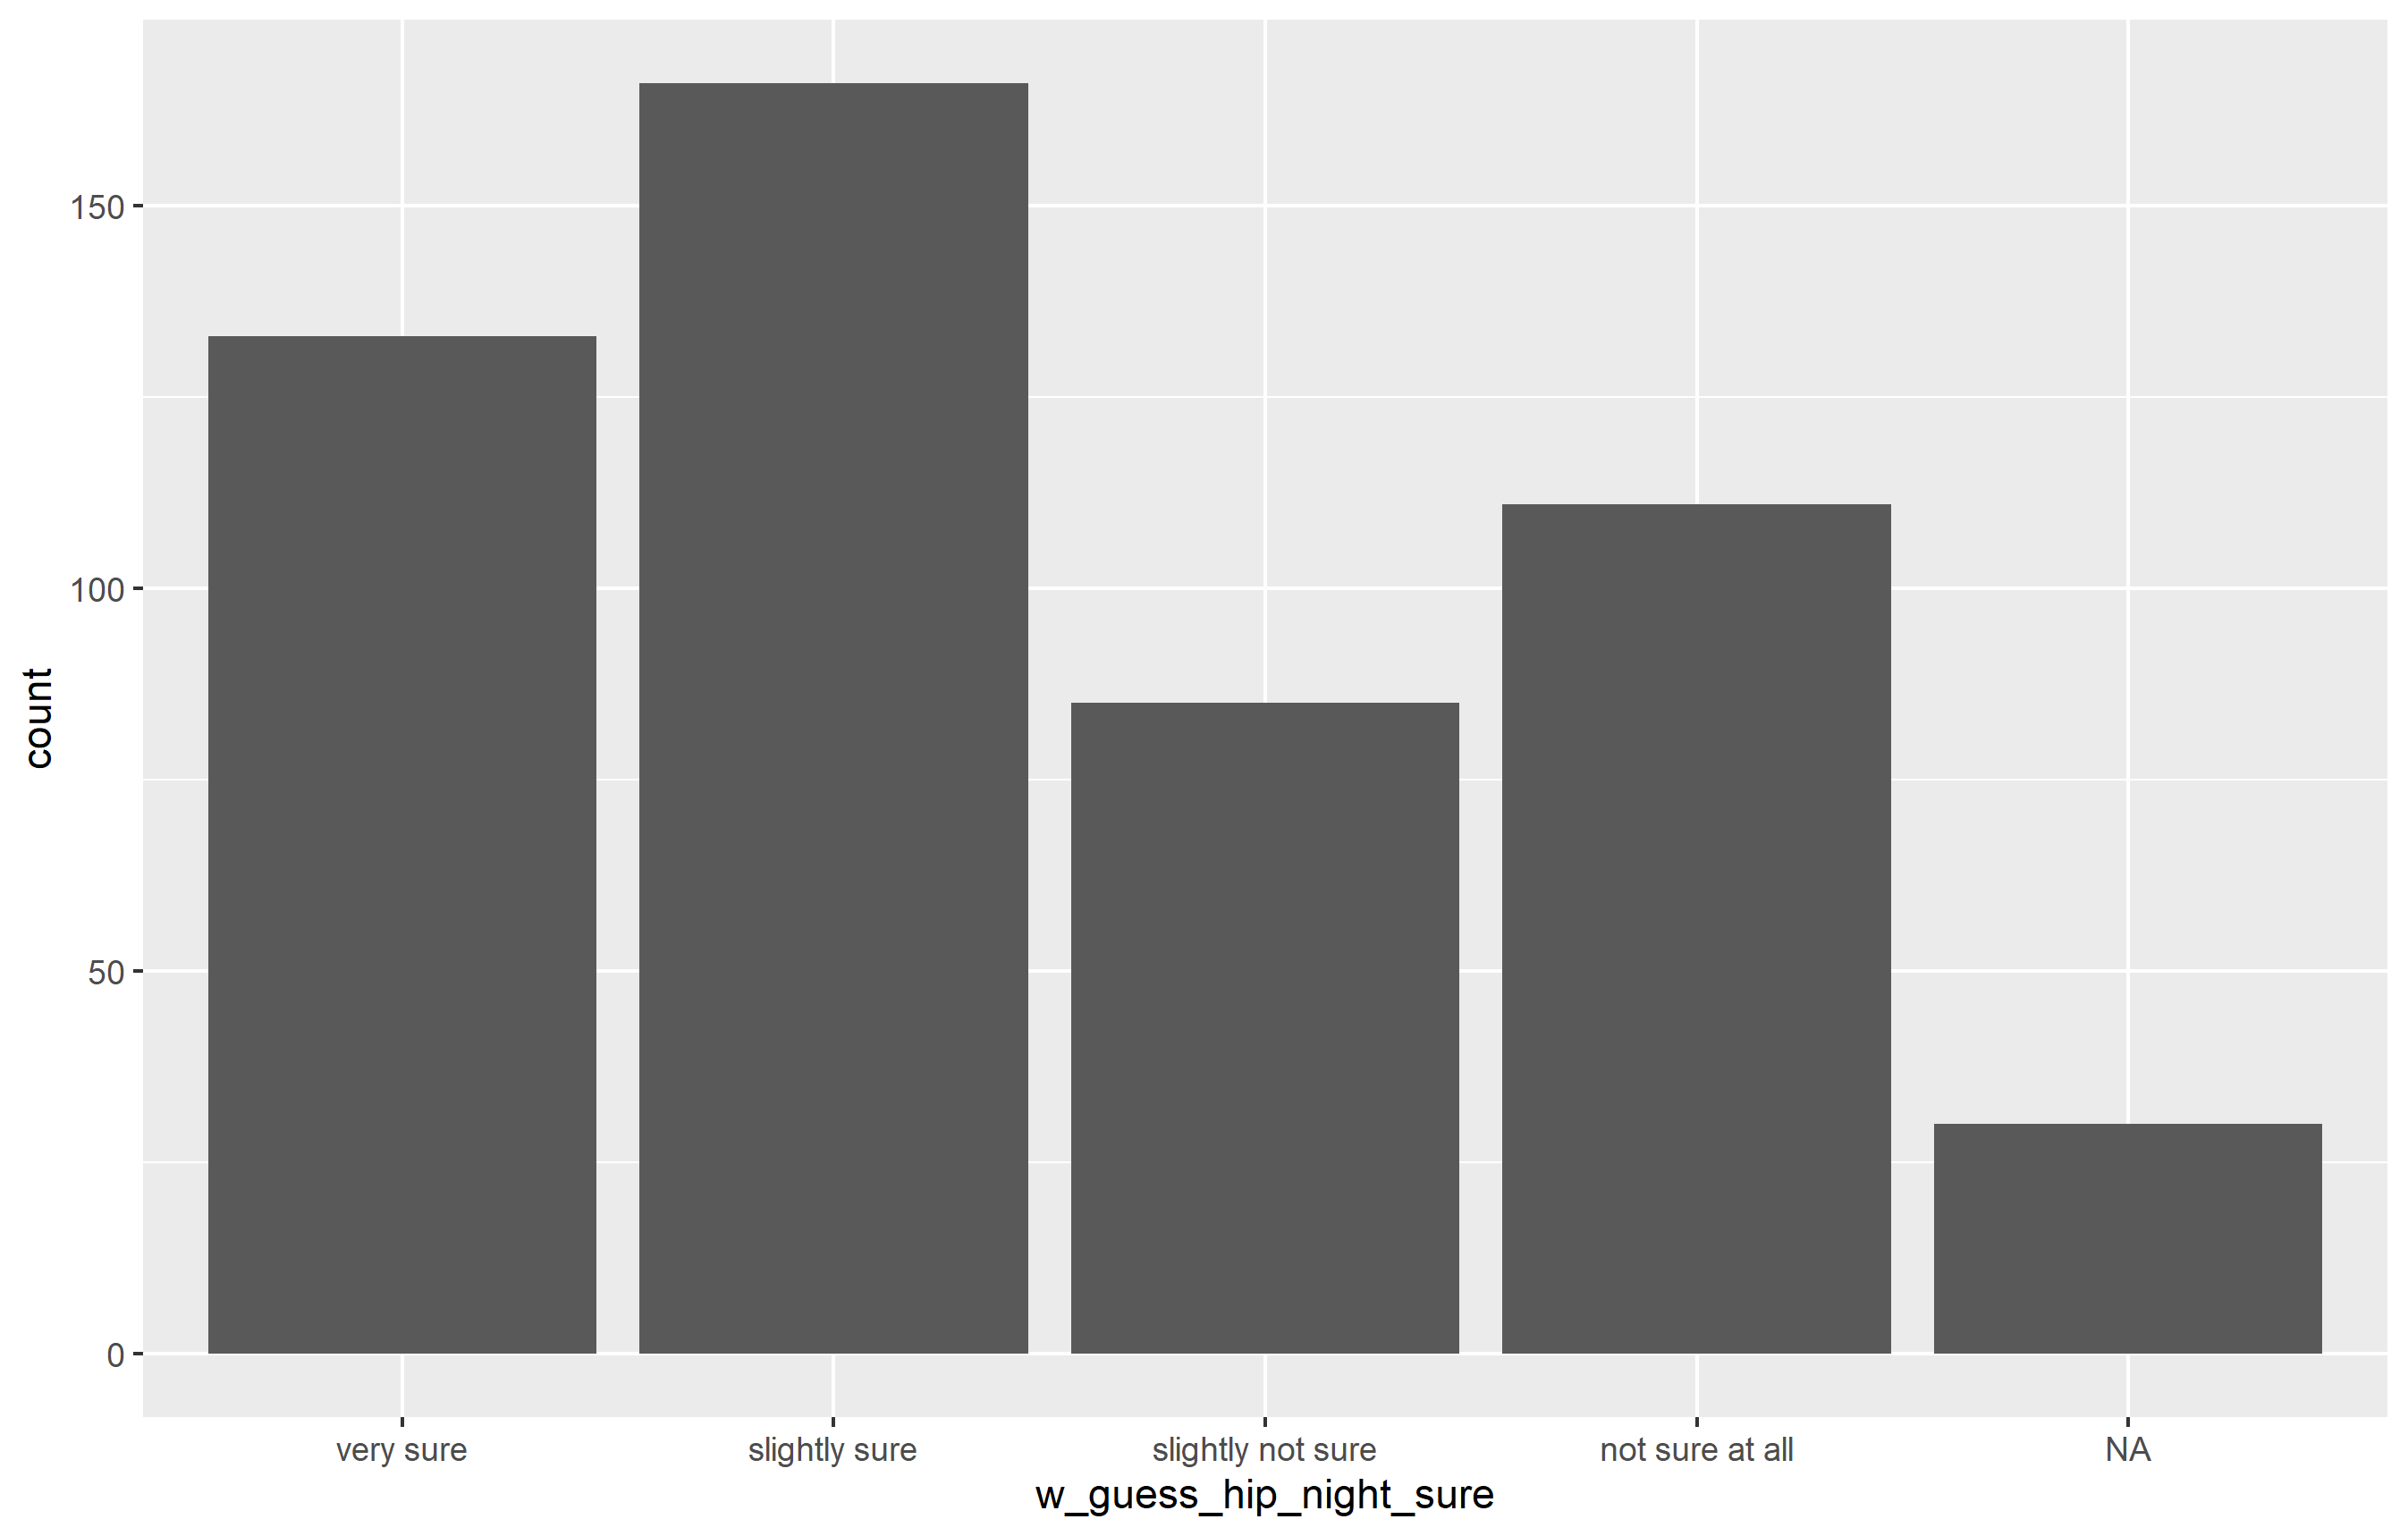 150
100
50
0
count
very sure
slightly sure
slightly not sure
not sure at all
NA
w_guess_hip_night_sure